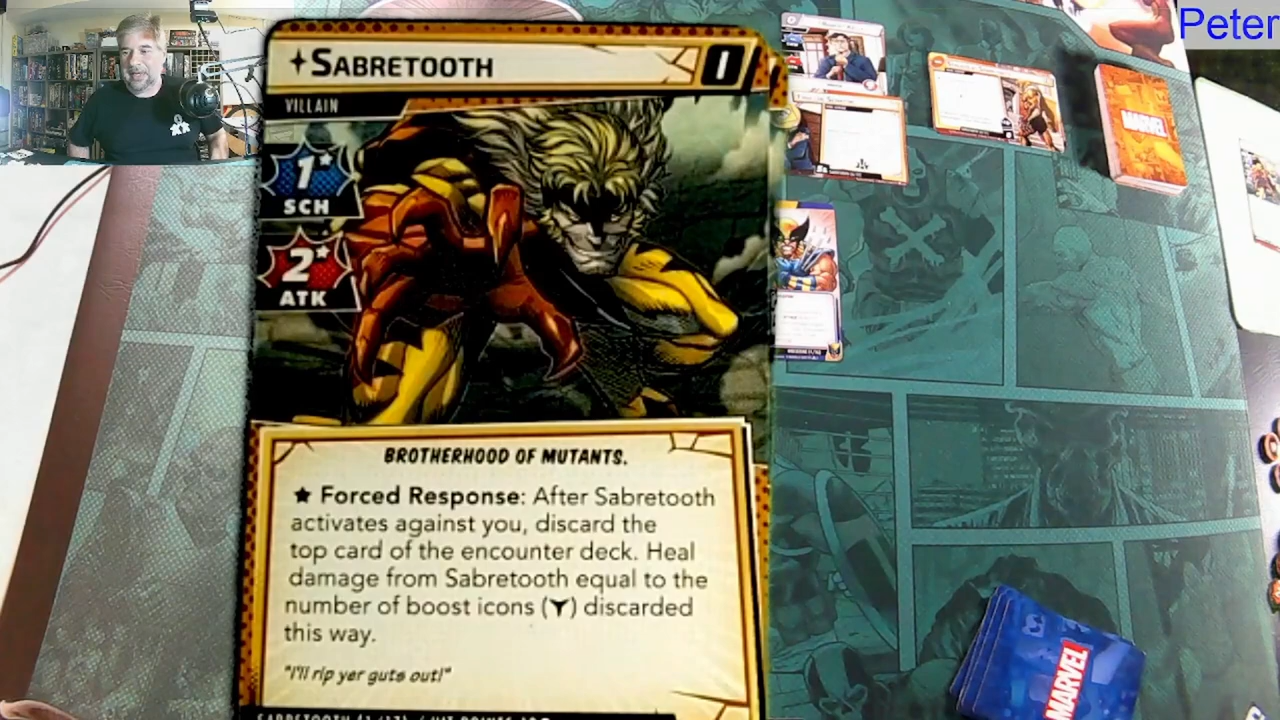 Peter
SABRETOOTH
I
VILLAIN
1*
SCH
2*
ATK
BROTHERHOOD OF MUTANTS.
★ Forced Response: After Sabretooth
activates against you, discard the
top card of the encounter deck. Heal
damage from Sabretooth equal to the
number of boost icons () discarded
this way.
"I'll rip yer guts out!"
MARVEL
MARVEL